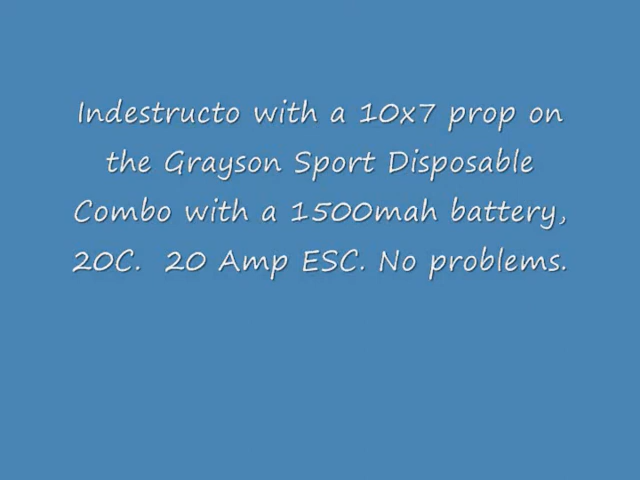 Indestructo with a 10x7 prop on
the Grayson Sport Disposable
Combo with a 1500mah battery,
20C.  20 Amp ESC. No problems.